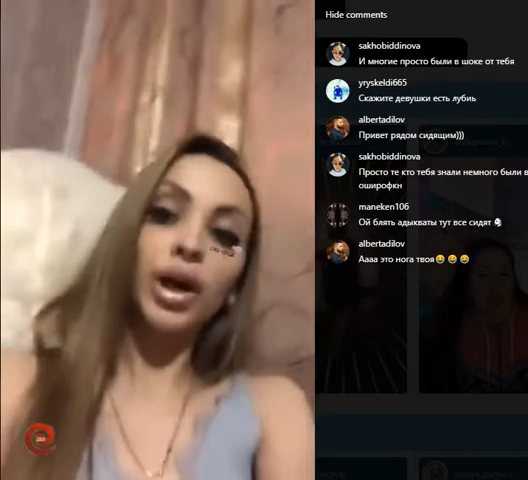 Hide comments
sakhobiddinova
И многие просто были в шоке от тебя
yryskeldi665
Скажите девушки есть лубиь
albertadilov
Привет рядом сидящим)))
sakhobiddinova
Просто те кто тебя знали немного были в
оширофкн
maneken106
Ой блять адыкваты тут все сидят
albertadilov
Аааа это нога твоя😂😂😂